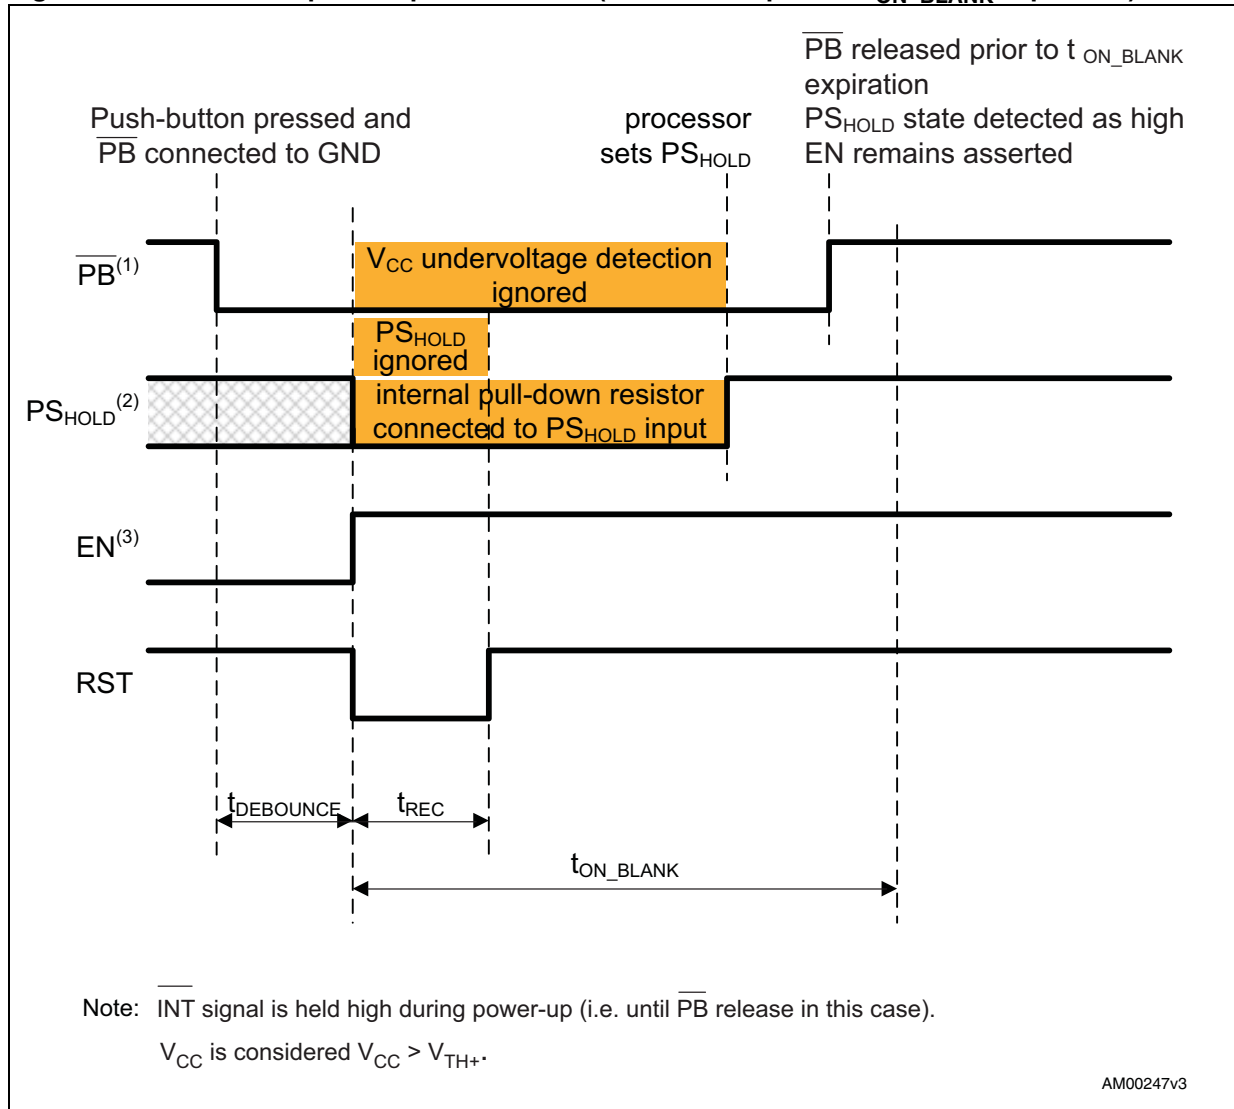 ON_BLANK
PB released prior to t ON_BLANK
expiration
PSHOLD state detected as high
EN remains asserted
Push-button pressed and
PB connected to GND
processor
sets PSHOLD
PB(1)
VCC undervoltage detection
ignored
PSHOLD
ignored
PSHOLD(2)
internal pull-down resistor
connected to PSHOLD input
EN(3)
RST
tDEBOUNCE
tREC
tON_BLANK
Note: INT signal is held high during power-up (i.e. until PB release in this case).
VCC is considered VCC > VTH+.
AM00247v3